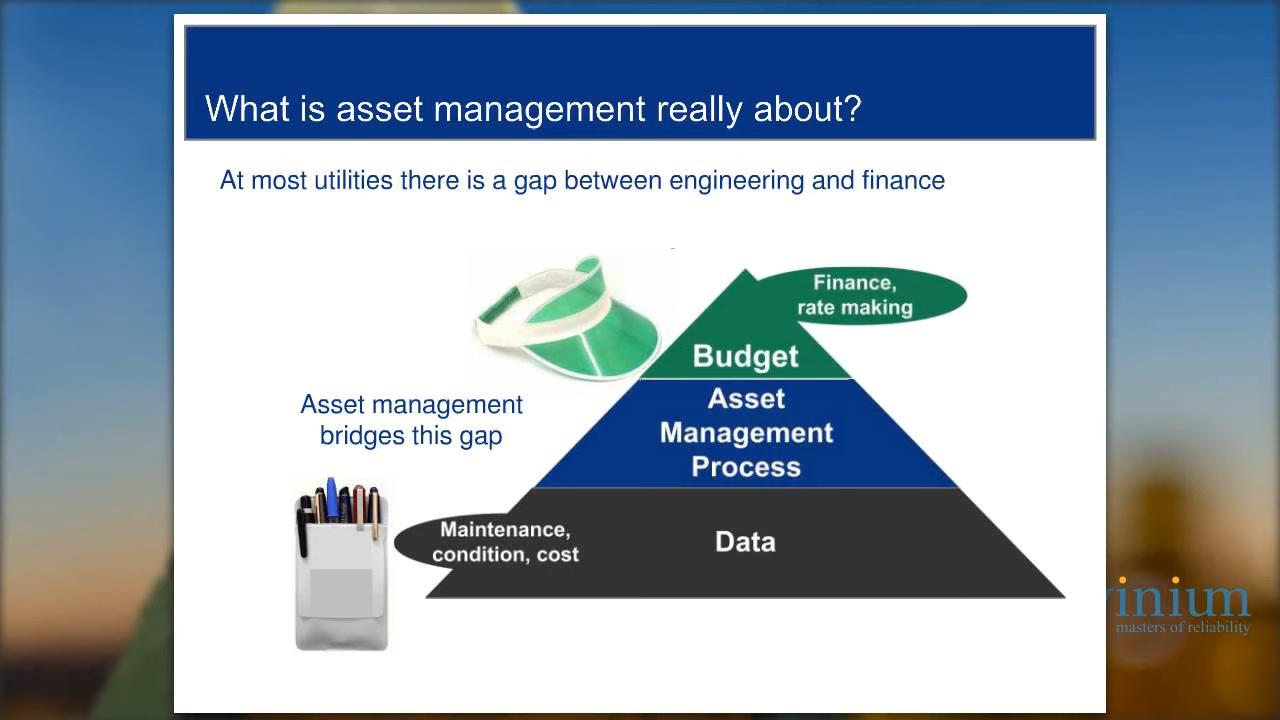 What is asset management really about?
At most utilities there is a gap between engineering and finance
Finance,
rate making
Budget
Asset
Management
Process
Asset management
bridges this gap
Maintenance,
condition, cost
Data
vinium
masters of reliability